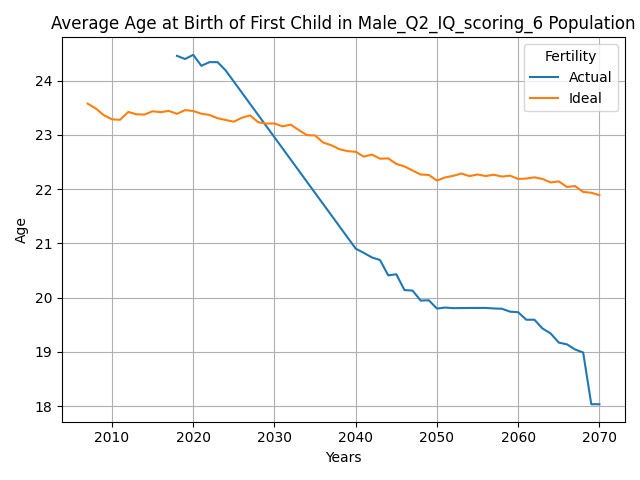 Average Age at Birth of First Child in Male_Q2_IQ_scoring_6 Population
Fertility
Actual
Ideal
Age
24
23
22
21
20
19
18
2010
2020
2030
2040
2050
2060
2070
Years